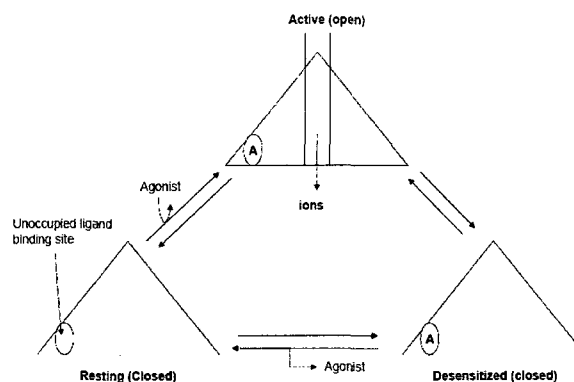 Active (open)
A
Agonist
ions
Unoccupied ligand
binding site
A
Agonist
Resting (Closed)
Desensitized (closed)